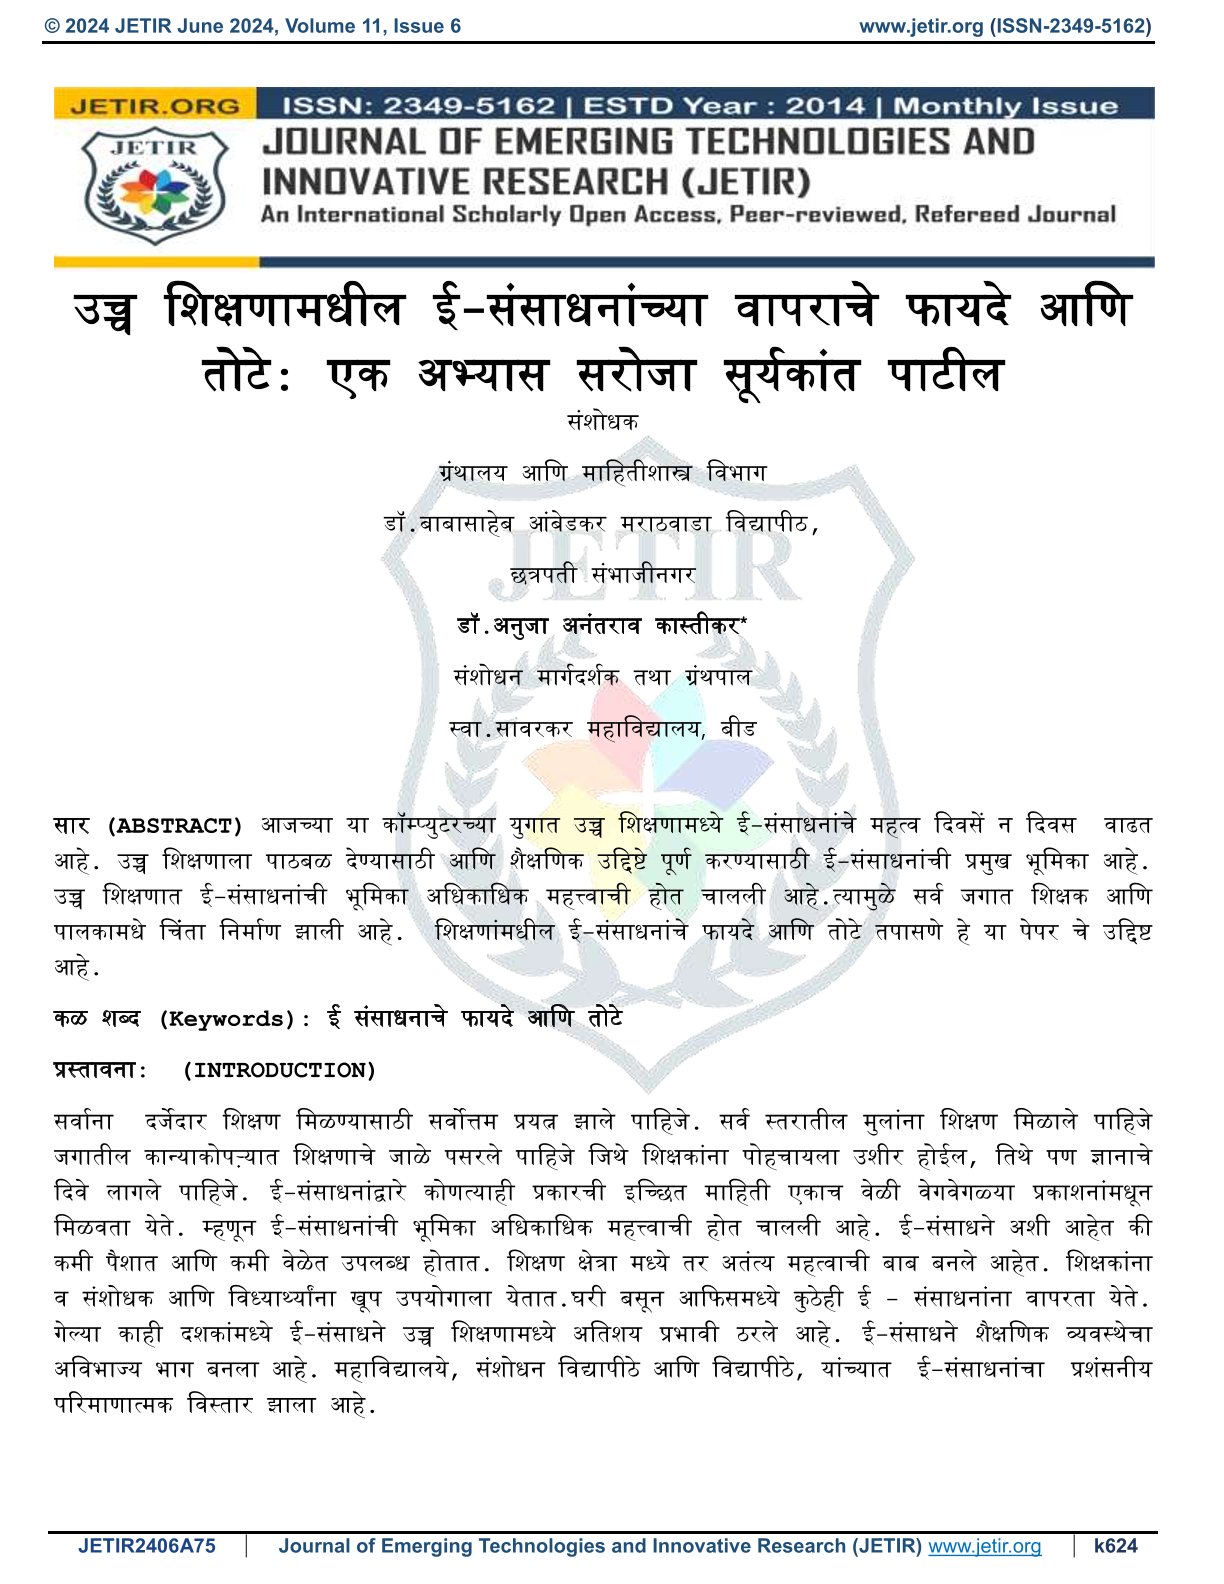 © 2024 JETIR June 2024, Volume 11, Issue 6 www.jetir.org (ISSN-2349-5162)
JETIR.ORG ISSN: 2349-5162 | ESTD Year : 2014 | Monthly Issue
JETIR
JOURNAL OF EMERGING TECHNOLOGIES AND
INNOVATIVE RESEARCH (JETIR)
An International Scholarly Open Access, Peer-reviewed, Refereed Journal
उच्च शिक्षणामधील ई-संसाधनांच्या वापराचे फायदे आणि
तोटे: एक अभ्यास सरोजा सूर्यकांत पाटील
संशोधक
ग्रंथालय आणि माहितीशास्त्र विभाग
डॉ.बाबासाहेब आंबेडकर मराठवाडा विद्यापीठ,
छत्रपती संभाजीनगर
डॉ.अनुजा अनंतराव कास्तीकर*
संशोधन मार्गदर्शक तथा ग्रंथपाल
स्वा.सावरकर महाविद्यालय, बीड
JETIR
सार (ABSTRACT) आजच्या या कॉम्प्युटरच्या युगात उच्च शिक्षणामध्ये ई-संसाधनांचे महत्व दिवसें न दिवस वाढत
आहे. उच्च शिक्षणाला पाठबळ देण्यासाठी आणि शैक्षणिक उद्दिष्टे पूर्ण करण्यासाठी ई-संसाधनांची प्रमुख भूमिका आहे.
उच्च शिक्षणात ई-संसाधनांची भूमिका अधिकाधिक महत्त्वाची होत चालली आहे.त्यामुळे सर्व जगात शिक्षक आणि
पालकामधे चिंता निर्माण झाली आहे. शिक्षणांमधील ई-संसाधनांचे फायदे आणि तोटे तपासणे हे या पेपर चे उद्दिष्ट
आहे.
कळ शब्द (Keywords): ई संसाधनाचे फायदे आणि तोटे
प्रस्तावना: (INTRODUCTION)
सर्वाना दर्जेदार शिक्षण मिळण्यासाठी सर्वोत्तम प्रयत्न झाले पाहिजे. सर्व स्तरातील मुलांना शिक्षण मिळाले पाहिजे
जगातील कान्याकोपऱ्यात शिक्षणाचे जाळे पसरले पाहिजे जिथे शिक्षकांना पोहचायला उशीर होईल, तिथे पण ज्ञानाचे
दिवे लागले पाहिजे. ई-संसाधनांद्वारे कोणत्याही प्रकारची इच्छित माहिती एकाच वेळी वेगवेगळ्या प्रकाशनांमधून
मिळवता येते. म्हणून ई-संसाधनांची भूमिका अधिकाधिक महत्त्वाची होत चालली आहे. ई-संसाधने अशी आहेत की
कमी पैशात आणि कमी वेळेत उपलब्ध होतात. शिक्षण क्षेत्रा मध्ये तर अतंत्य महत्वाची बाब बनले आहेत. शिक्षकांना
व संशोधक आणि विध्यार्थ्यांना खूप उपयोगाला येतात.घरी बसून आफिसमध्ये कुठेही ई - संसाधनांना वापरता येते.
गेल्या काही दशकांमध्ये ई-संसाधने उच्च शिक्षणामध्ये अतिशय प्रभावी ठरले आहे. ई-संसाधने शैक्षणिक व्यवस्थेचा
अविभाज्य भाग बनला आहे. महाविद्यालये, संशोधन विद्यापीठे आणि विद्यापीठे, यांच्यात ई-संसाधनांचा प्रशंसनीय
परिमाणात्मक विस्तार झाला आहे.
JETIR2406A75 Journal of Emerging Technologies and Innovative Research (JETIR) www.jetir.org k624